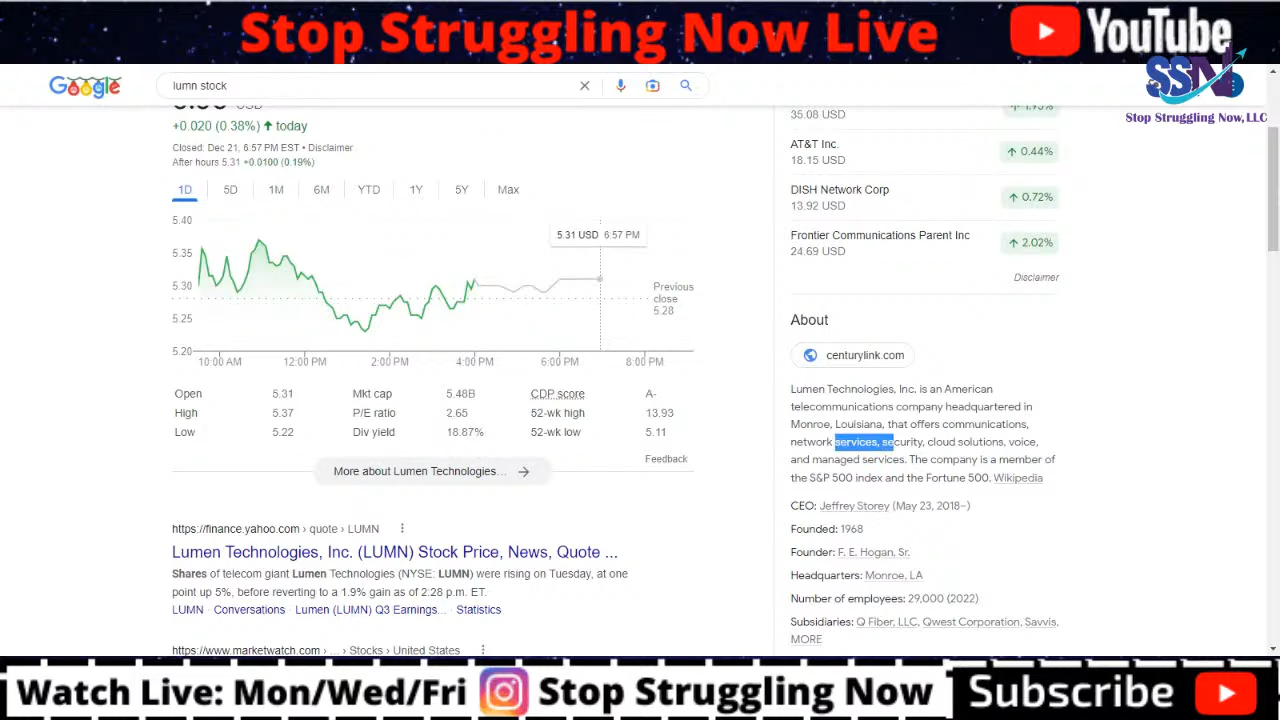 Stop Struggling Now Live
YouTube
SSN
Stop Struggling Now, LLC
Google
lumn stock
USD
+0.020 (0.38%) today
Closed: Dec 21, 6:57 PM EST • Disclaimer
After hours 5.31 +0.0100 (0.19%)
1D 5D 1M 6M YTD 1Y 5Y Max
5.40
5.35
5.30
5.25
5.20
5.31 USD 6:57 PM
Previous
close
5.28
10:00 AM 12:00 PM 2:00 PM 4:00 PM 6:00 PM 8:00 PM
Open 5.31 Mkt cap 5.48B CDP score A-
High 5.37 P/E ratio 2.65 52-wk high 13.93
Low 5.22 Div yield 18.87% 52-wk low 5.11
Feedback
More about Lumen Technologies... →
https://finance.yahoo.com › quote › LUMN
Lumen Technologies, Inc. (LUMN) Stock Price, News, Quote ...
Shares of telecom giant Lumen Technologies (NYSE: LUMN) were rising on Tuesday, at one
point up 5%, before reverting to a 1.9% gain as of 2:28 p.m. ET.
LUMN · Conversations · Lumen (LUMN) Q3 Earnings... · Statistics
https://www.marketwatch.com › ... › Stocks › United States
35.08 USD
AT&T Inc.
18.15 USD
↑ 0.44%
DISH Network Corp
13.92 USD
↑ 0.72%
Frontier Communications Parent Inc
24.69 USD
↑ 2.02%
Disclaimer
About
centurylink.com
Lumen Technologies, Inc. is an American
telecommunications company headquartered in
Monroe, Louisiana, that offers communications,
network services, security, cloud solutions, voice,
and managed services. The company is a member of
the S&P 500 index and the Fortune 500. Wikipedia
CEO: Jeffrey Storey (May 23, 2018–)
Founded: 1968
Founder: F. E. Hogan, Sr.
Headquarters: Monroe, LA
Number of employees: 29,000 (2022)
Subsidiaries: Q Fiber, LLC, Qwest Corporation, Savvis,
MORE
Watch Live: Mon/Wed/Fri Stop Struggling Now Subscribe